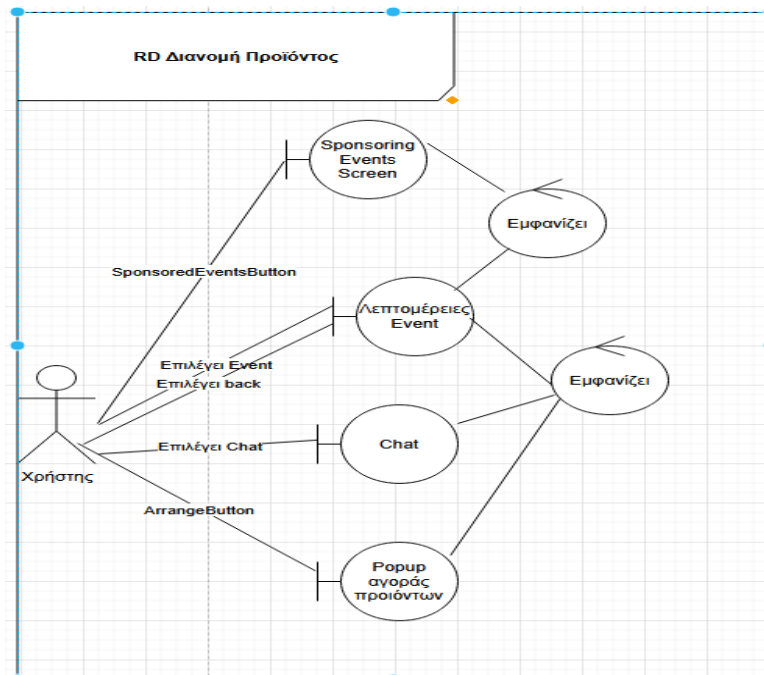 RD Διανομή Προϊόντος
Sponsoring
Events
Screen
Εμφανίζει
SponsoredEventsButton
Λεπτομέρειες
Event
Επιλέγει Event
Επιλέγει back
Εμφανίζει
Επιλέγει Chat
Chat
Χρήστης
ArrangeButton
Popup
αγοράς
προιόντων